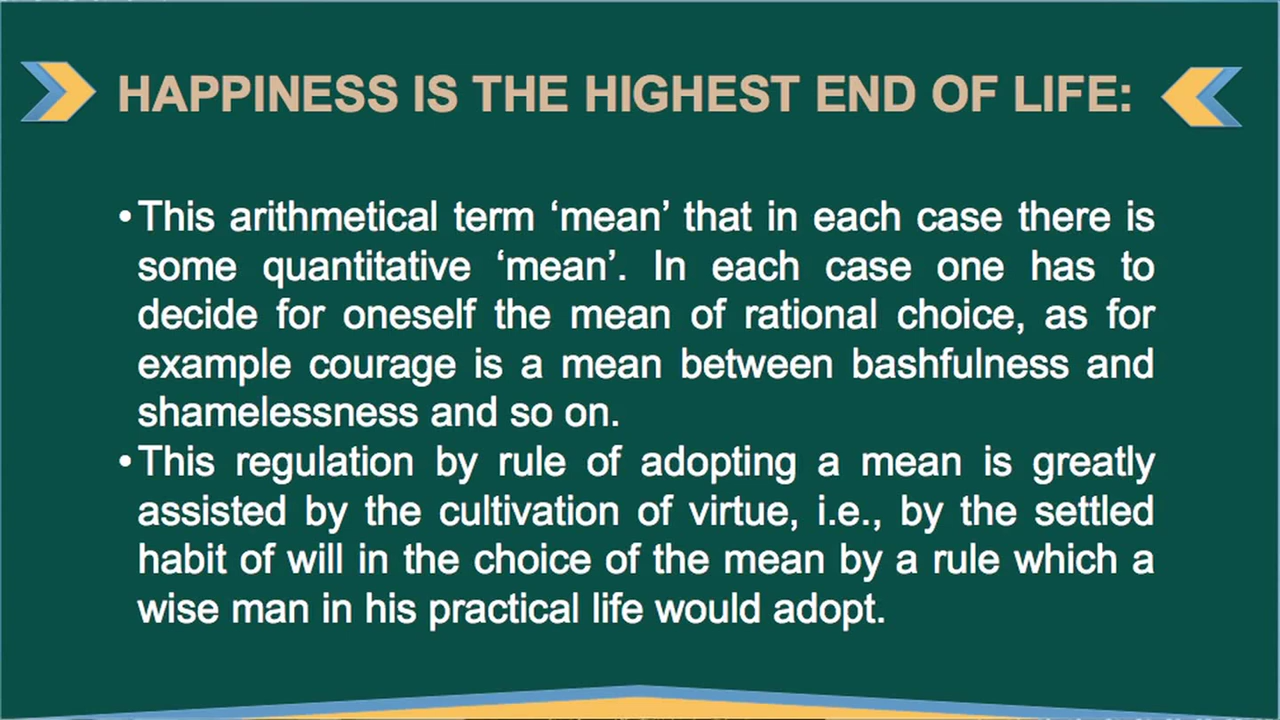 HAPPINESS IS THE HIGHEST END OF LIFE:
•This arithmetical term ‘mean’ that in each case there is
some quantitative ‘mean’. In each case one has to
decide for oneself the mean of rational choice, as for
example courage is a mean between bashfulness and
shamelessness and so on.
•This regulation by rule of adopting a mean is greatly
assisted by the cultivation of virtue, i.e., by the settled
habit of will in the choice of the mean by a rule which a
wise man in his practical life would adopt.